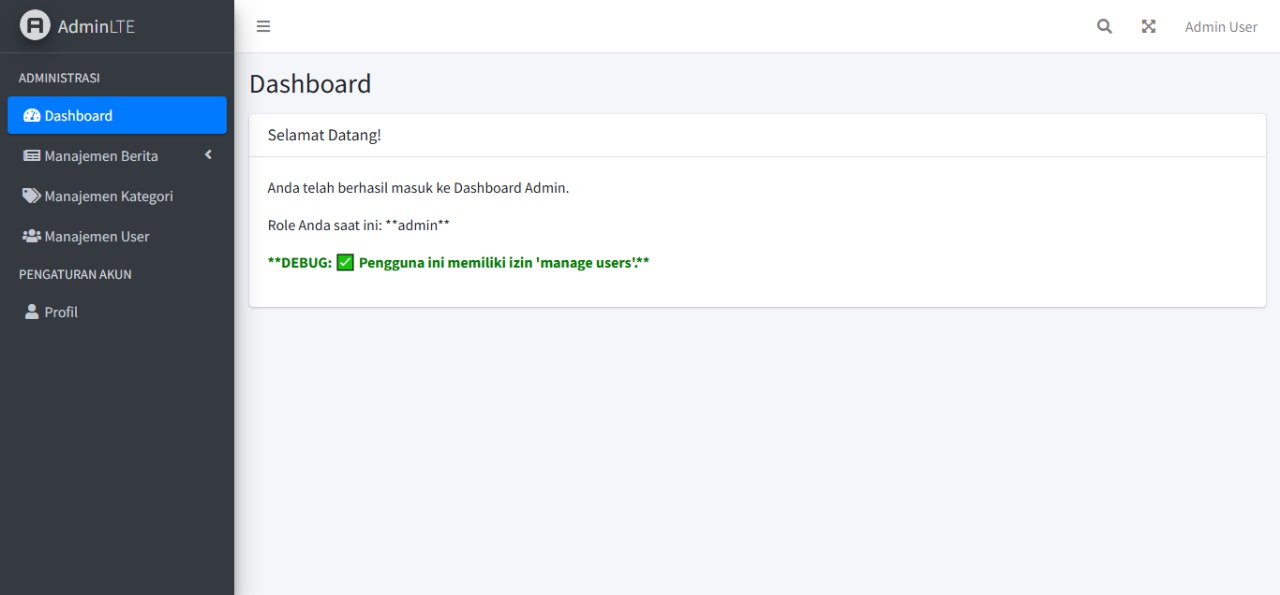 AdminLTE
Admin User
ADMINISTRASI
Dashboard
Manajemen Berita
Manajemen Kategori
Manajemen User
PENGATURAN AKUN
Profil
Dashboard
Selamat Datang!
Anda telah berhasil masuk ke Dashboard Admin.
Role Anda saat ini: **admin**
**DEBUG: ✅ Pengguna ini memiliki izin 'manage users'.**